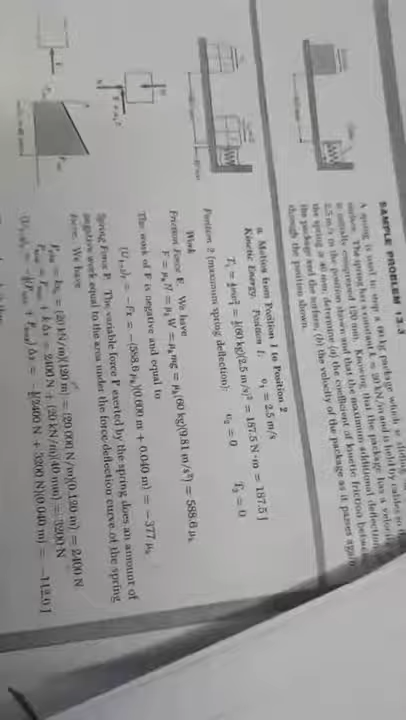 SAMPLE PROBLEM 13.3
A spring is used to stop a 60 kg package which is sliding
surface. The spring has a constant k = 20 kN/m and is held by cables so
is initially compressed 120 mm. Knowing that the package has a velocity
2.5 m/s in the position shown and that the maximum additional deflection
the spring is 40 mm, determine (a) the coefficient of kinetic friction between
the package and the surface, (b) the velocity of the package as it passes again
through the position shown.
a. Motion from Position 1 to Position 2
Kinetic Energy. Position 1: v₁ = 2.5 m/s
T₁ = ½mv₁² = ½(60 kg)(2.5 m/s)² = 187.5 N·m = 187.5 J
Position 2 (maximum spring deflection): v₂ = 0 T₂ = 0
Work
Friction Force F. We have
F = μₖN = μₖW = μₖmg = μₖ(60 kg)(9.81 m/s²) = 588.6 μₖ
The work of F is negative and equal to
(U₁→₂)f = −Fx = −(588.6 μₖ)(0.600 m + 0.040 m) = −377 μₖ
Spring Force P. The variable force P exerted by the spring does an amount of
negative work equal to the area under the force-deflection curve of the spring
force. We have
Pmin = kx₀ = (20 kN/m)(120 mm) = (20 000 N/m)(0.120 m) = 2400 N
Pmax = Pmin + k Δx = 2400 N + (20 kN/m)(40 mm) = 3200 N
(U₁→₂)e = −½(Pmin + Pmax) Δx = −½(2400 N + 3200 N)(0.040 m) = −112.0 J